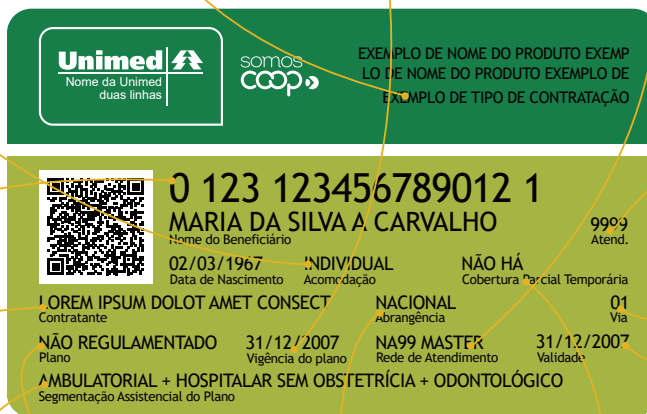 Unimed
Nome da Unimed
duas linhas
somos
coop
EXEMPLO DE NOME DO PRODUTO EXEMP
LO DE NOME DO PRODUTO EXEMPLO DE
EXEMPLO DE TIPO DE CONTRATAÇÃO
0 123 123456789012 1
MARIA DA SILVA A CARVALHO 9999
Nome do Beneficiário Atend.
02/03/1967 INDIVIDUAL NÃO HÁ
Data de Nascimento Acomodação Cobertura Parcial Temporária
LOREM IPSUM DOLOT AMET CONSECT NACIONAL 01
Contratante Abrangência Via
NÃO REGULAMENTADO 31/12/2007 NA99 MASTER 31/12/2007
Plano Vigência do plano Rede de Atendimento Validade
AMBULATORIAL + HOSPITALAR SEM OBSTETRÍCIA + ODONTOLÓGICO
Segmentação Assistencial do Plano